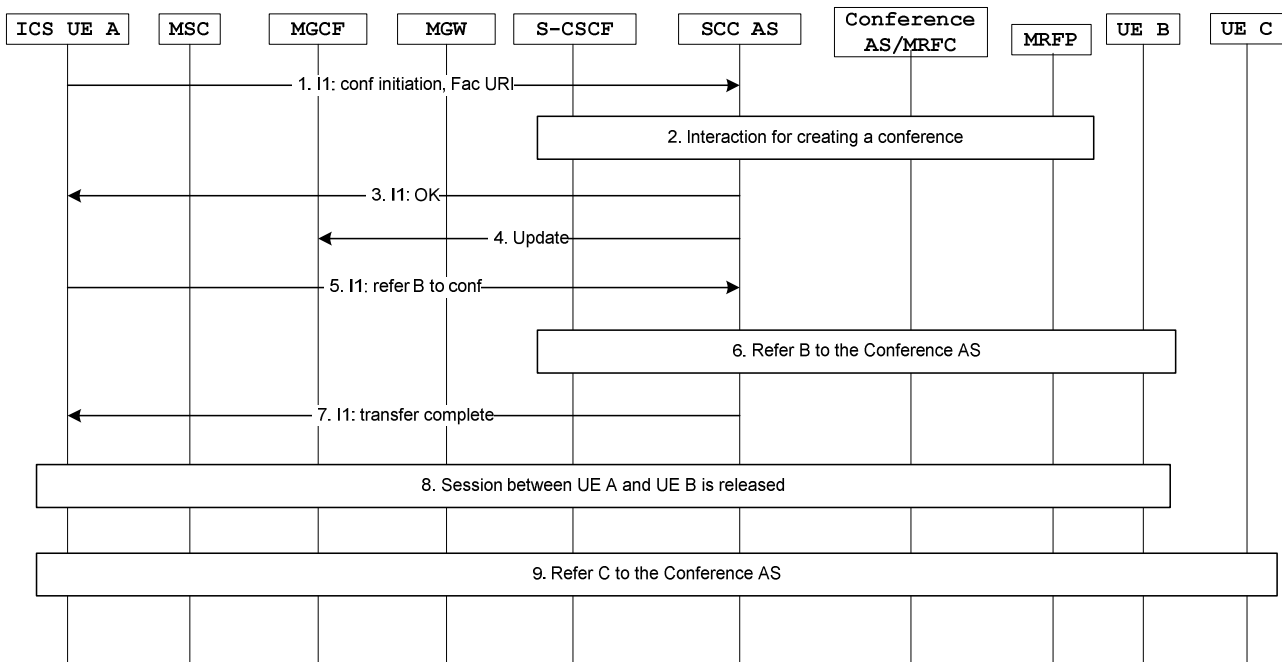 ICS UE A
MSC
MGCF
MGW
S-CSCF
SCC AS
Conference
AS/MRFC
MRFP
UE B
UE C
1. I1: conf initiation, Fac URI
2. Interaction for creating a conference
3. I1: OK
4. Update
5. I1: refer B to conf
6. Refer B to the Conference AS
7. I1: transfer complete
8. Session between UE A and UE B is released
9. Refer C to the Conference AS